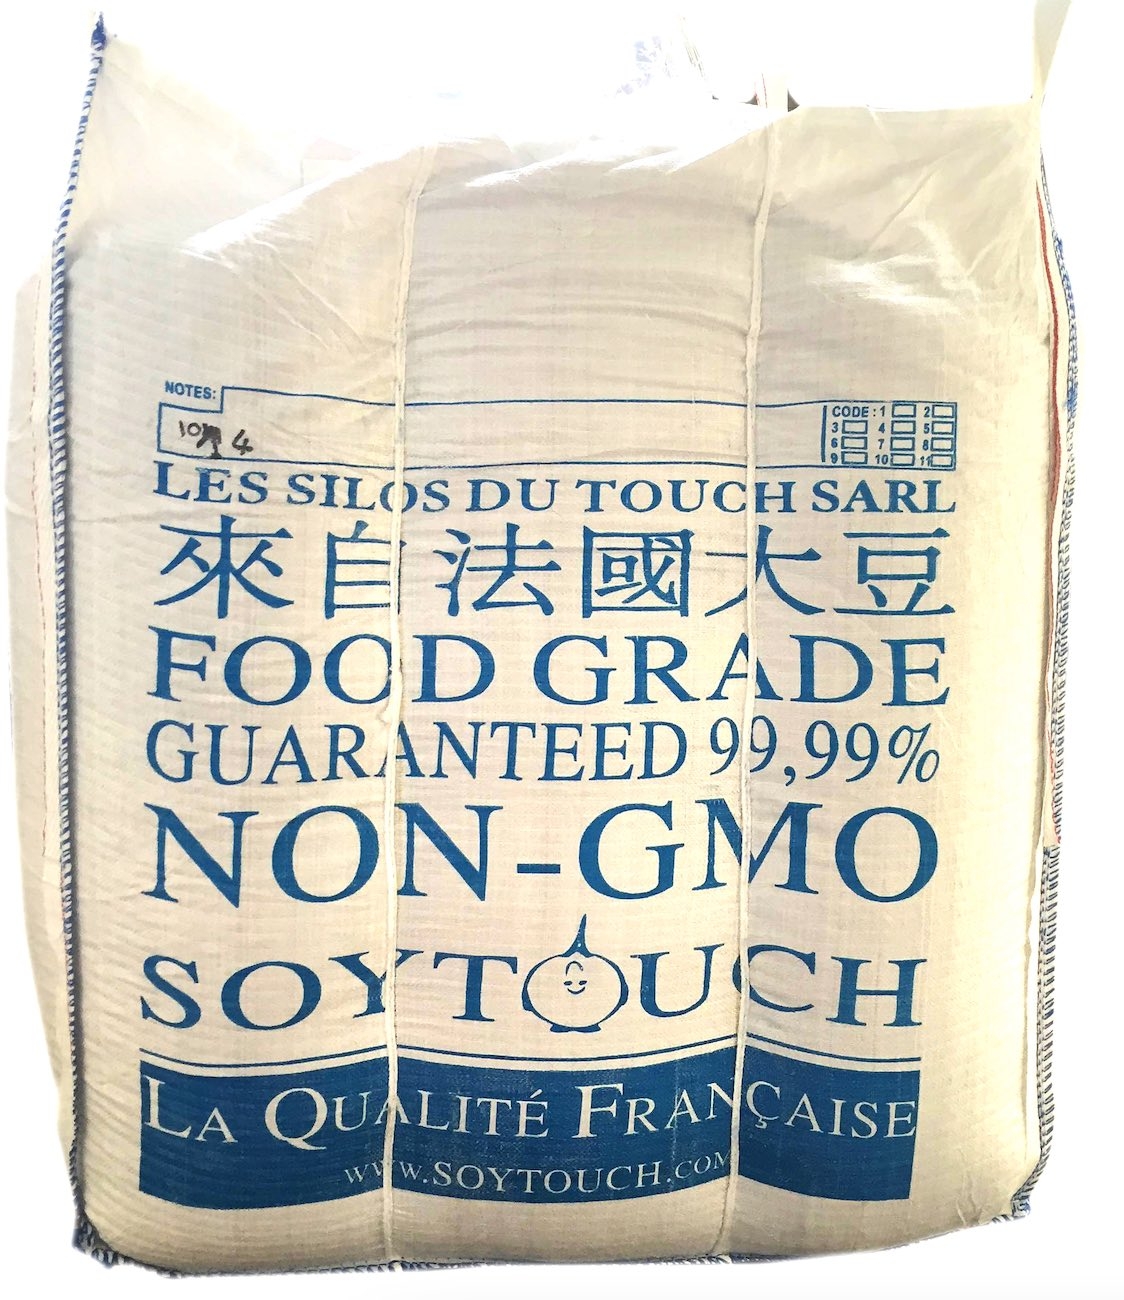 NOTES:
CODE : 1 2
3 4 5
6 7 8
9 10 11
4
LES SILOS DU TOUCH SARL
來自法國大豆
FOOD GRADE
GUARANTEED 99,99%
NON-GMO
SOYTOUCH
LA QUALITÉ FRANÇAISE
WWW.SOYTOUCH.COM